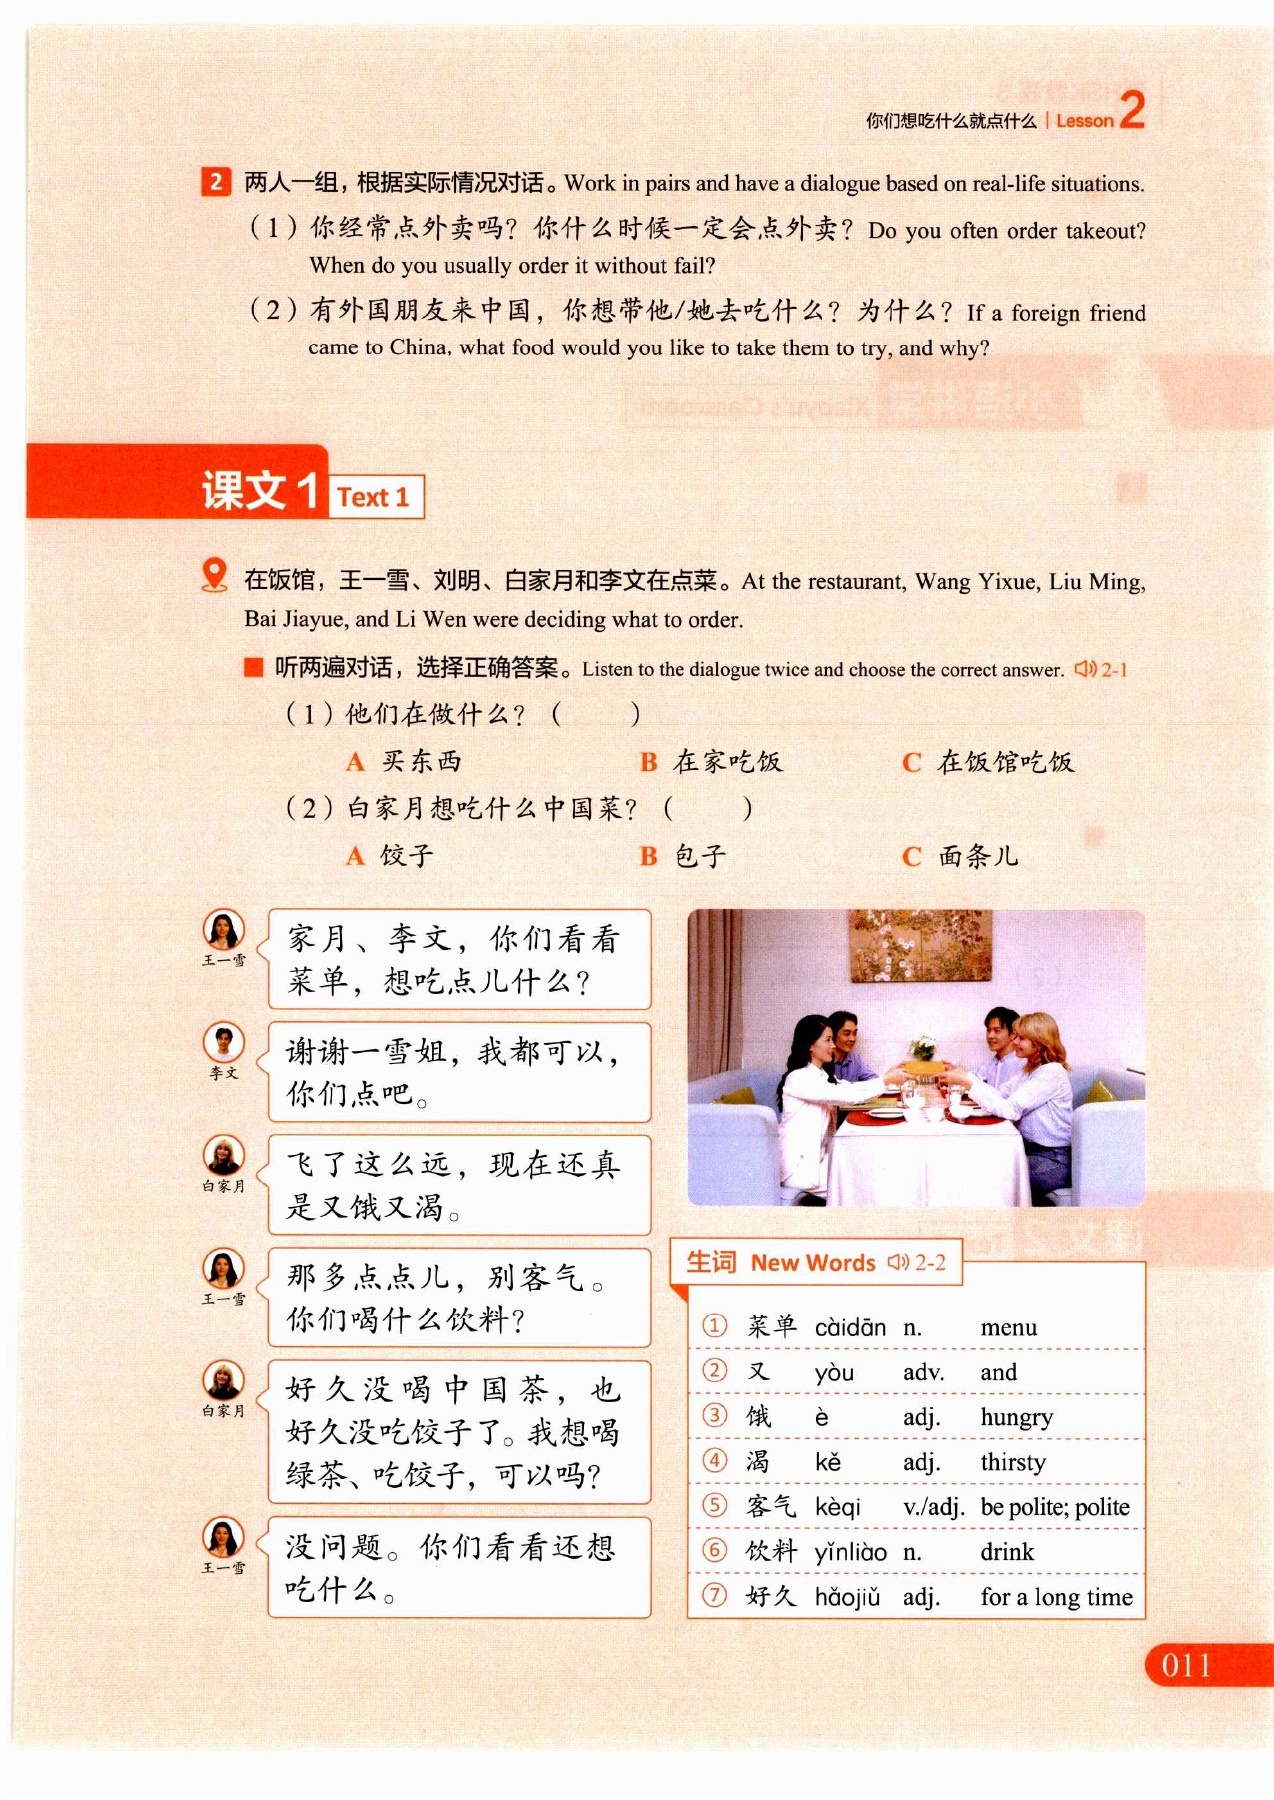 你们想吃什么就点什么 | Lesson 2
2 两人一组，根据实际情况对话。Work in pairs and have a dialogue based on real-life situations.
（1）你经常点外卖吗？你什么时候一定会点外卖？Do you often order takeout?
When do you usually order it without fail?
（2）有外国朋友来中国，你想带他/她去吃什么？为什么？If a foreign friend
came to China, what food would you like to take them to try, and why?
课文1 Text 1
在饭馆，王一雪、刘明、白家月和李文在点菜。At the restaurant, Wang Yixue, Liu Ming,
Bai Jiayue, and Li Wen were deciding what to order.
听两遍对话，选择正确答案。Listen to the dialogue twice and choose the correct answer. 2-1
（1）他们在做什么？（ ）
A 买东西 B 在家吃饭 C 在饭馆吃饭
（2）白家月想吃什么中国菜？（ ）
A 饺子 B 包子 C 面条儿
王一雪
家月、李文，你们看看
菜单，想吃点儿什么？
李文
谢谢一雪姐，我都可以，
你们点吧。
白家月
飞了这么远，现在还真
是又饿又渴。
王一雪
那多点点儿，别客气。
你们喝什么饮料？
白家月
好久没喝中国茶，也
好久没吃饺子了。我想喝
绿茶、吃饺子，可以吗？
王一雪
没问题。你们看看还想
吃什么。
生词 New Words 2-2
① 菜单 càidān n. menu
② 又 yòu adv. and
③ 饿 è adj. hungry
④ 渴 kě adj. thirsty
⑤ 客气 kèqi v./adj. be polite; polite
⑥ 饮料 yǐnliào n. drink
⑦ 好久 hǎojiǔ adj. for a long time
011